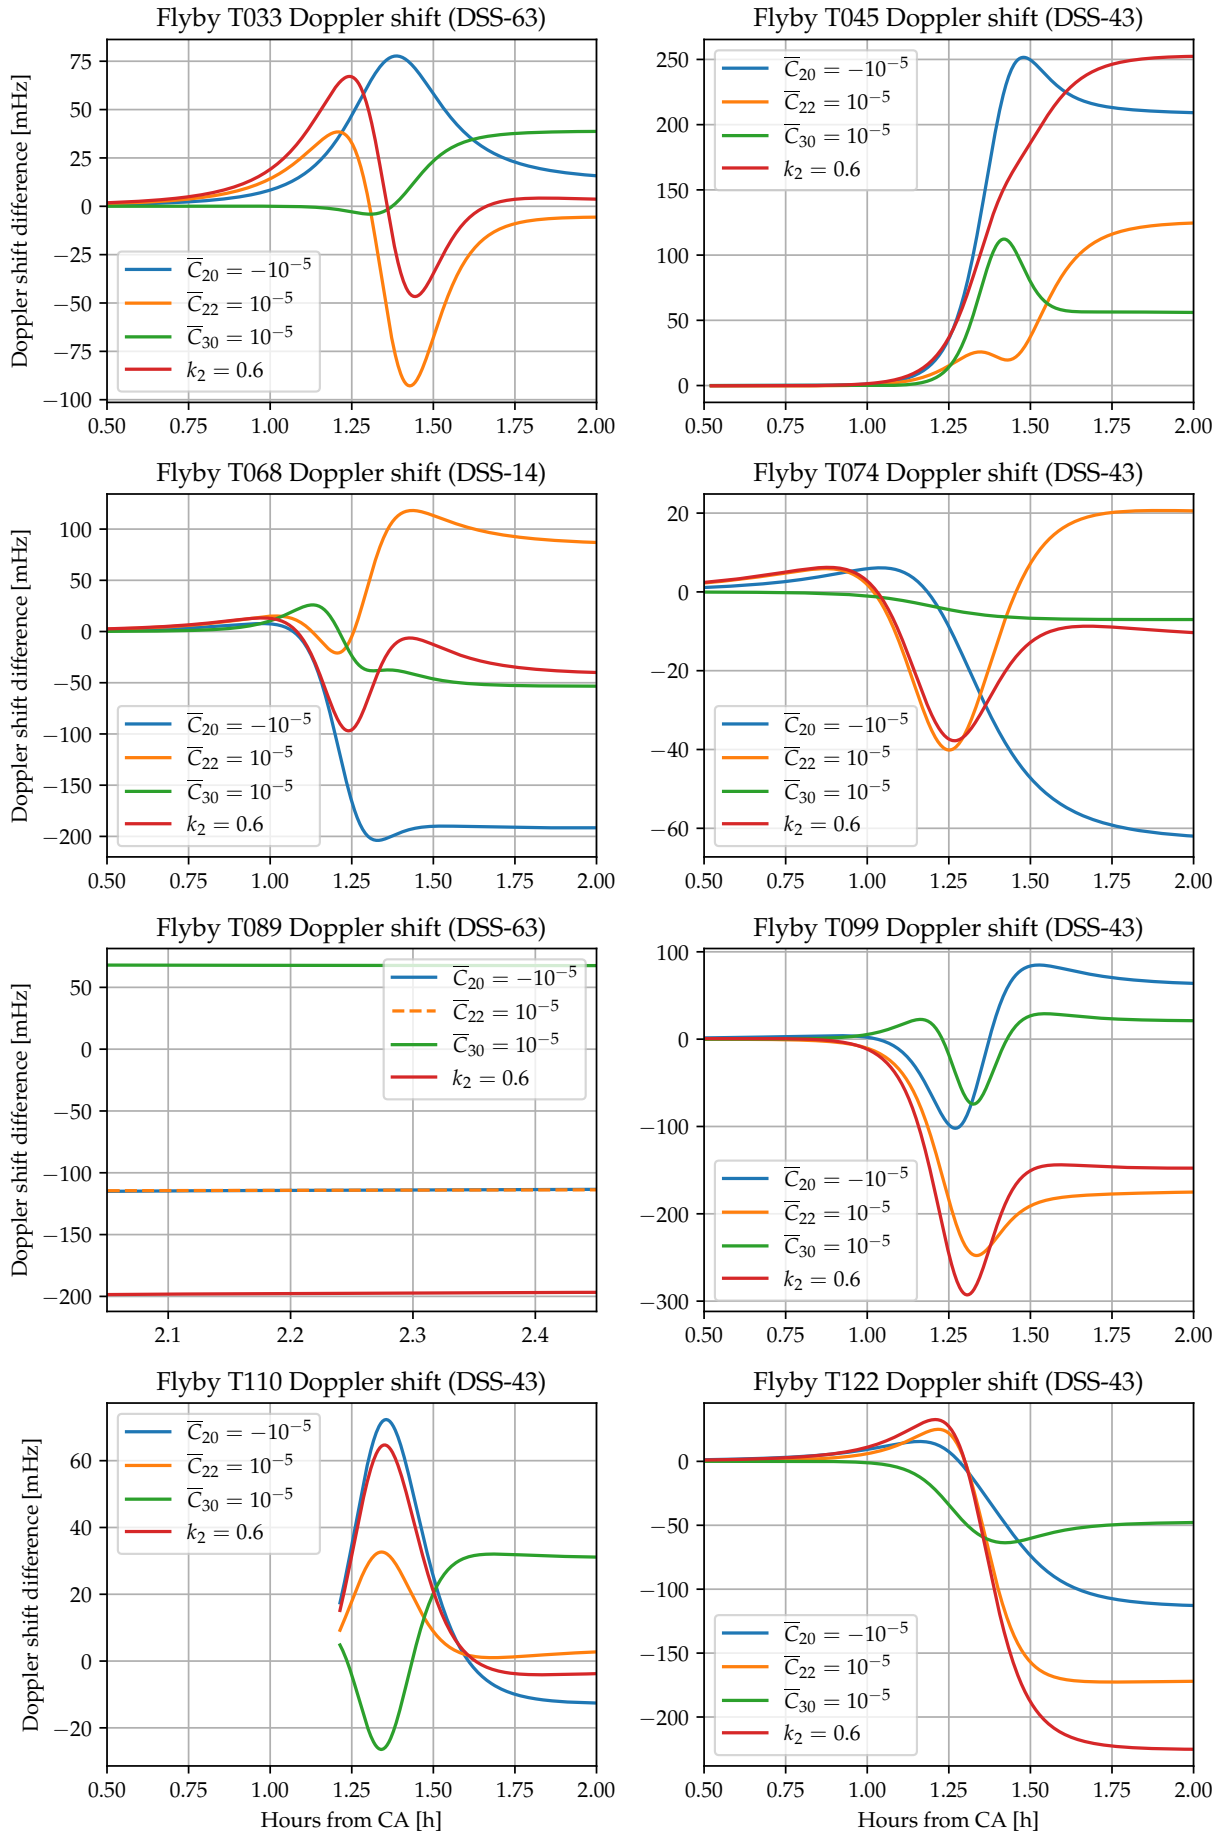 Flyby T033 Doppler shift (DSS-63)
Doppler shift difference [mHz]
75
50
25
0
−25
−50
−75
−100
C̅₂₀ = −10⁻⁵
C̅₂₂ = 10⁻⁵
C̅₃₀ = 10⁻⁵
k₂ = 0.6
0.50 0.75 1.00 1.25 1.50 1.75 2.00
Flyby T045 Doppler shift (DSS-43)
250
200
150
100
50
0
C̅₂₀ = −10⁻⁵
C̅₂₂ = 10⁻⁵
C̅₃₀ = 10⁻⁵
k₂ = 0.6
0.50 0.75 1.00 1.25 1.50 1.75 2.00
Flyby T068 Doppler shift (DSS-14)
Doppler shift difference [mHz]
100
50
0
−50
−100
−150
−200
C̅₂₀ = −10⁻⁵
C̅₂₂ = 10⁻⁵
C̅₃₀ = 10⁻⁵
k₂ = 0.6
0.50 0.75 1.00 1.25 1.50 1.75 2.00
Flyby T074 Doppler shift (DSS-43)
20
0
−20
−40
−60
C̅₂₀ = −10⁻⁵
C̅₂₂ = 10⁻⁵
C̅₃₀ = 10⁻⁵
k₂ = 0.6
0.50 0.75 1.00 1.25 1.50 1.75 2.00
Flyby T089 Doppler shift (DSS-63)
Doppler shift difference [mHz]
50
0
−50
−100
−150
−200
C̅₂₀ = −10⁻⁵
C̅₂₂ = 10⁻⁵
C̅₃₀ = 10⁻⁵
k₂ = 0.6
2.1 2.2 2.3 2.4
Flyby T099 Doppler shift (DSS-43)
100
0
−100
−200
−300
C̅₂₀ = −10⁻⁵
C̅₂₂ = 10⁻⁵
C̅₃₀ = 10⁻⁵
k₂ = 0.6
0.50 0.75 1.00 1.25 1.50 1.75 2.00
Flyby T110 Doppler shift (DSS-43)
Doppler shift difference [mHz]
60
40
20
0
−20
C̅₂₀ = −10⁻⁵
C̅₂₂ = 10⁻⁵
C̅₃₀ = 10⁻⁵
k₂ = 0.6
0.50 0.75 1.00 1.25 1.50 1.75 2.00
Hours from CA [h]
Flyby T122 Doppler shift (DSS-43)
0
−50
−100
−150
−200
C̅₂₀ = −10⁻⁵
C̅₂₂ = 10⁻⁵
C̅₃₀ = 10⁻⁵
k₂ = 0.6
0.50 0.75 1.00 1.25 1.50 1.75 2.00
Hours from CA [h]